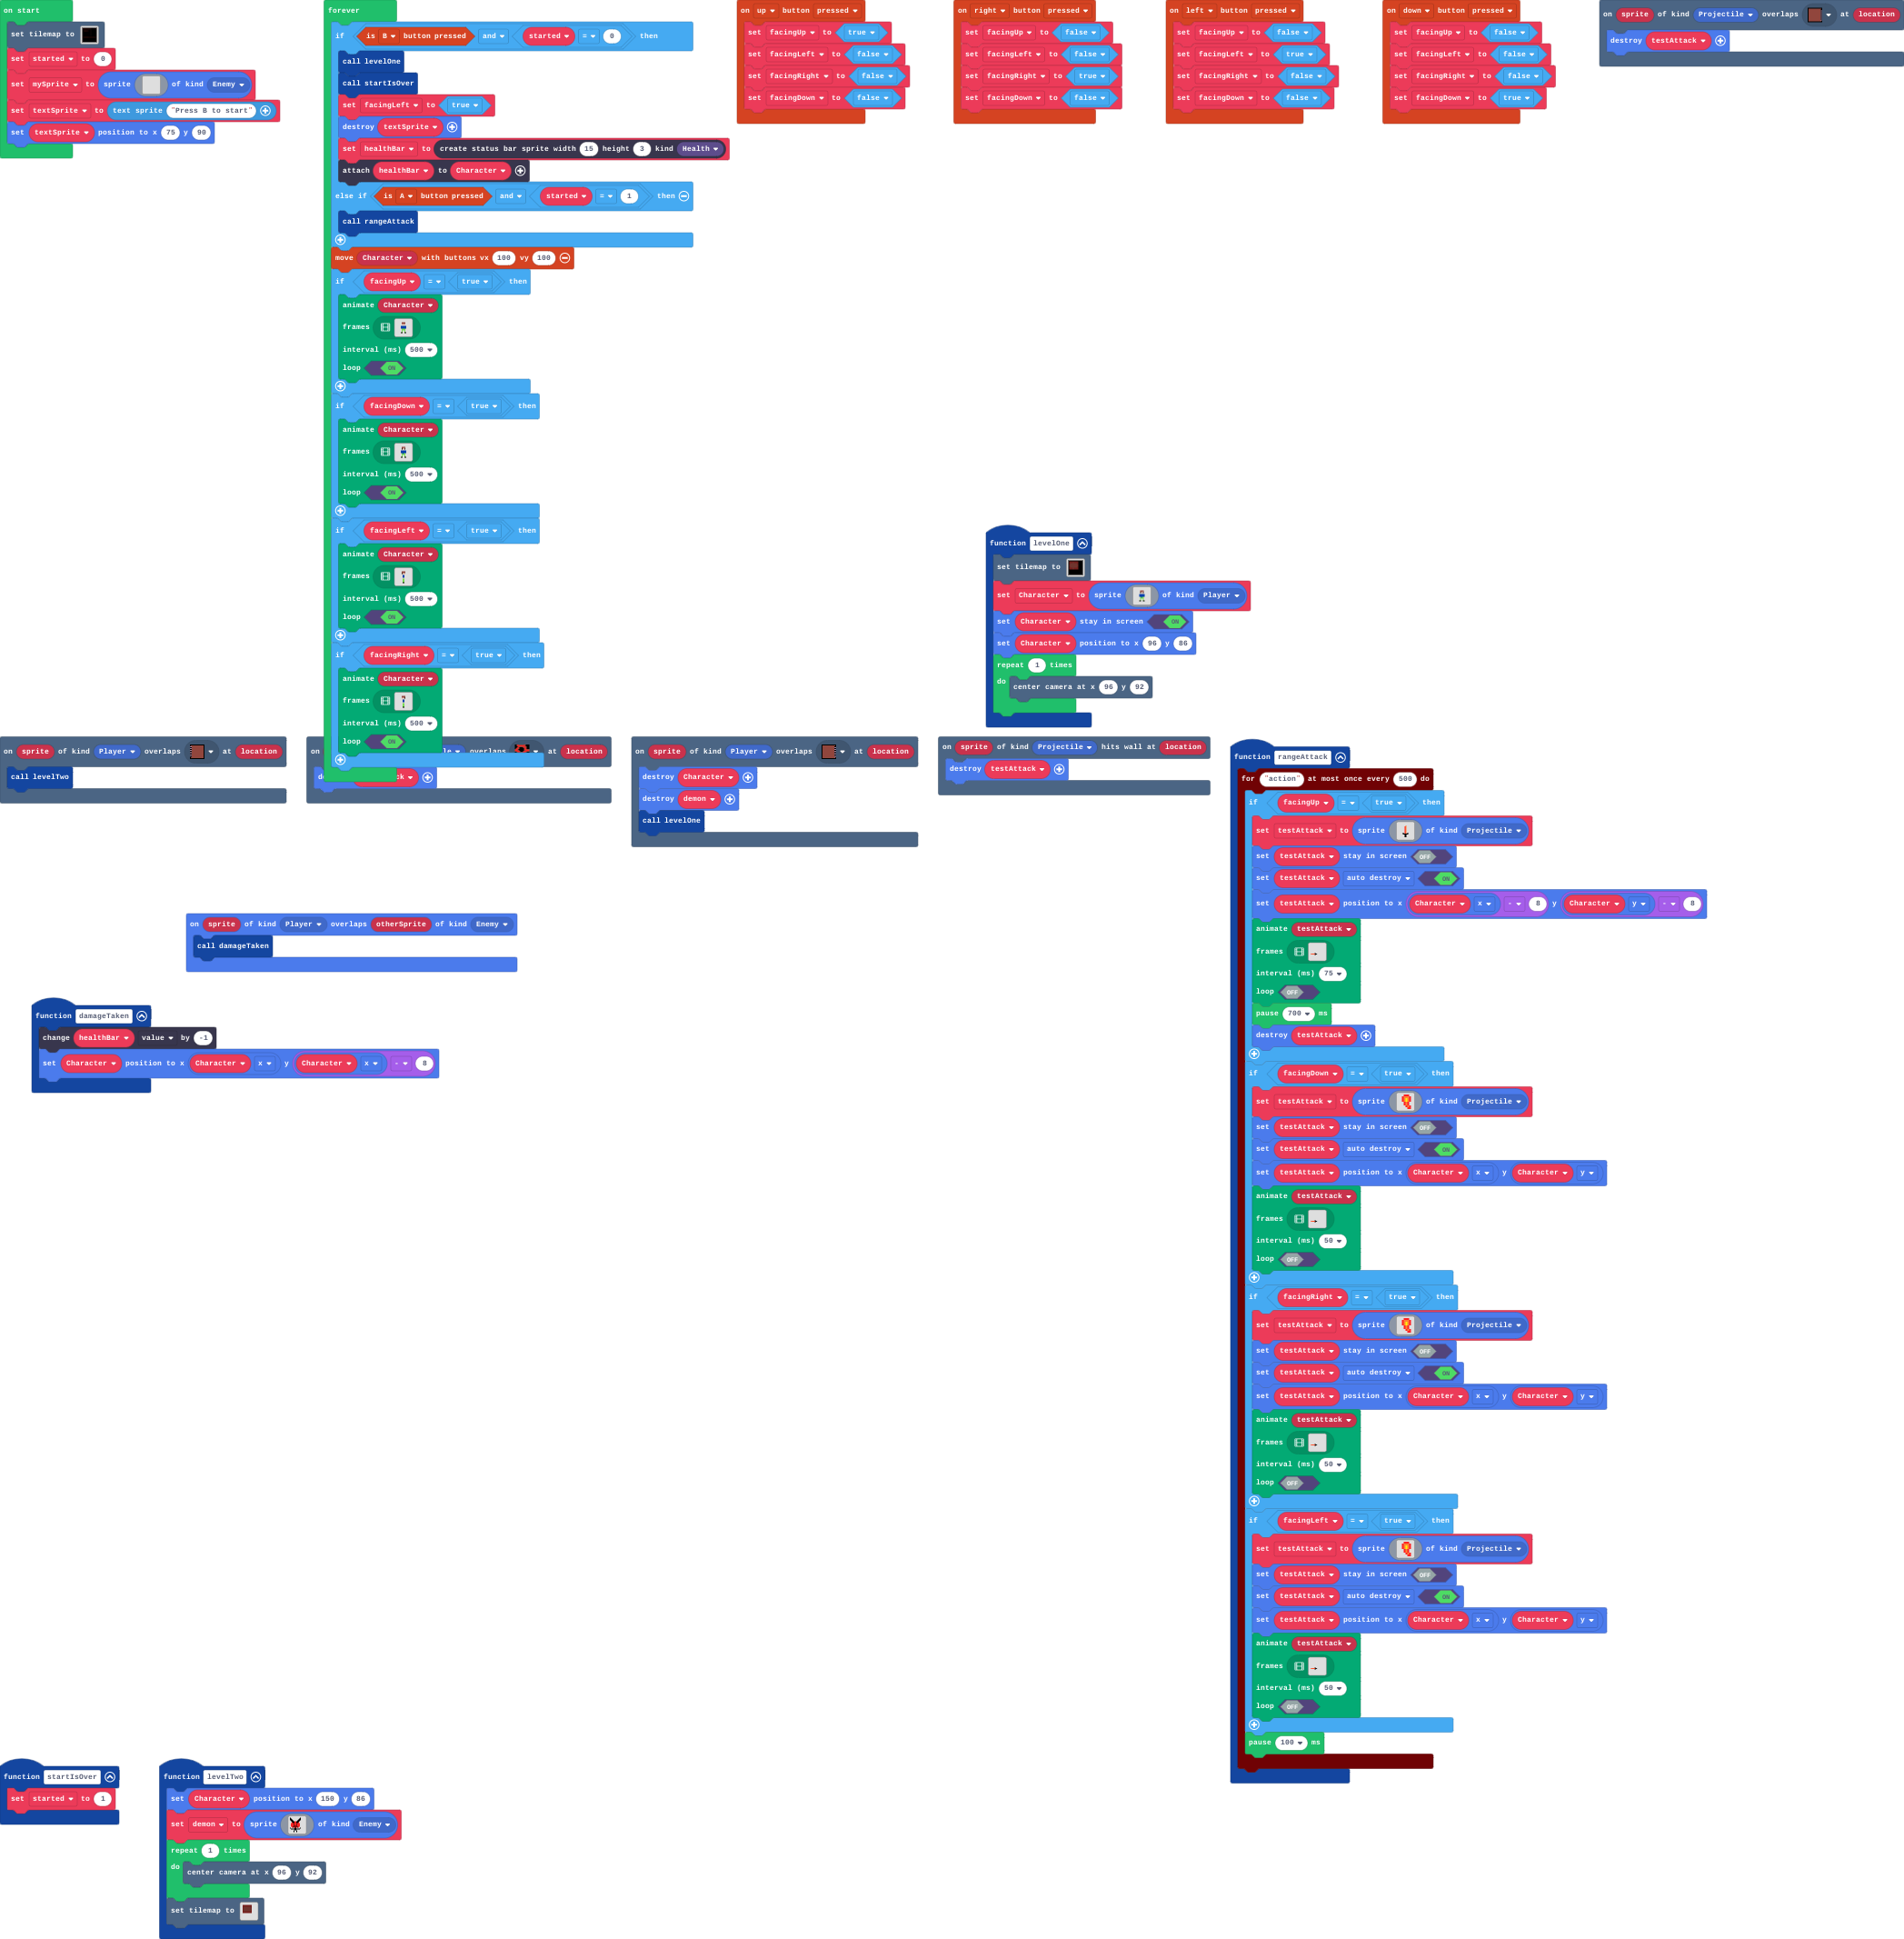 on start
set tilemap to
set started to 0
set mySprite to sprite of kind Enemy
set textSprite to text sprite "Press B to start"
set textSprite position to x 75 y 90
forever
if is B button pressed and started = 0 then
call levelOne
call startIsOver
set facingLeft to true
destroy textSprite
set healthBar to create status bar sprite width 15 height 3 kind Health
attach healthBar to Character
else if is A button pressed and started = 1 then
call rangeAttack
move Character with buttons vx 100 vy 100
if facingUp = true then
animate Character
frames
interval (ms) 500
loop ON
if facingDown = true then
animate Character
frames
interval (ms) 500
loop ON
if facingLeft = true then
animate Character
frames
interval (ms) 500
loop ON
if facingRight = true then
animate Character
frames
interval (ms) 500
loop ON
on up button pressed
set facingUp to true
set facingLeft to false
set facingRight to false
set facingDown to false
on right button pressed
set facingUp to false
set facingLeft to false
set facingRight to true
set facingDown to false
on left button pressed
set facingUp to false
set facingLeft to true
set facingRight to false
set facingDown to false
on down button pressed
set facingUp to false
set facingLeft to false
set facingRight to false
set facingDown to true
on sprite of kind Projectile overlaps at location
destroy testAttack
function levelOne
set tilemap to
set Character to sprite of kind Player
set Character stay in screen ON
set Character position to x 96 y 86
repeat 1 times
do center camera at x 96 y 92
on sprite of kind Player overlaps at location
call levelTwo
on overlaps at location
on sprite of kind Player overlaps at location
destroy Character
destroy demon
call levelOne
on sprite of kind Projectile hits wall at location
destroy testAttack
function rangeAttack
for "action" at most once every 500 do
if facingUp = true then
set testAttack to sprite of kind Projectile
set testAttack stay in screen OFF
set testAttack auto destroy ON
set testAttack position to x Character x - 8 y Character y - 8
animate testAttack
frames
interval (ms) 75
loop OFF
pause 700 ms
destroy testAttack
if facingDown = true then
set testAttack to sprite of kind Projectile
set testAttack stay in screen OFF
set testAttack auto destroy ON
set testAttack position to x Character x y Character y
animate testAttack
frames
interval (ms) 50
loop OFF
if facingRight = true then
set testAttack to sprite of kind Projectile
set testAttack stay in screen OFF
set testAttack auto destroy ON
set testAttack position to x Character x y Character y
animate testAttack
frames
interval (ms) 50
loop OFF
if facingLeft = true then
set testAttack to sprite of kind Projectile
set testAttack stay in screen OFF
set testAttack auto destroy ON
set testAttack position to x Character x y Character y
animate testAttack
frames
interval (ms) 50
loop OFF
pause 100 ms
on sprite of kind Player overlaps otherSprite of kind Enemy
call damageTaken
function damageTaken
change healthBar value by -1
set Character position to x Character x y Character x - 8
function startIsOver
set started to 1
function levelTwo
set Character position to x 150 y 86
set demon to sprite of kind Enemy
repeat 1 times
do center camera at x 96 y 92
set tilemap to